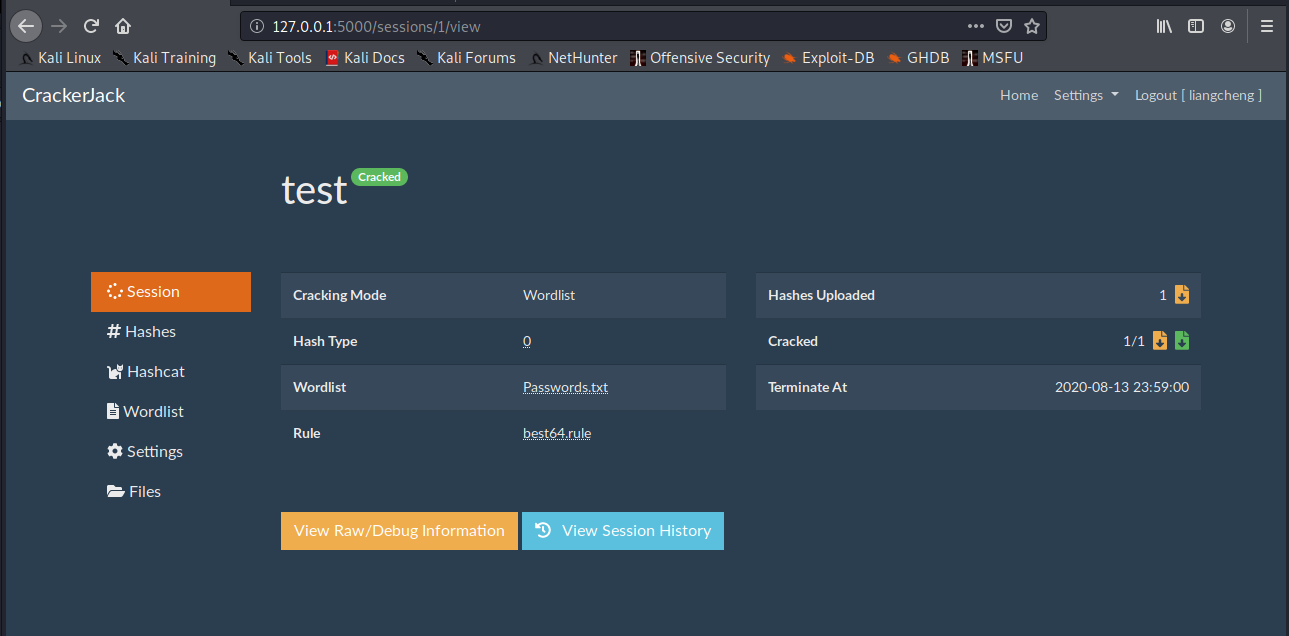 127.0.0.1:5000/sessions/1/view
Kali Linux Kali Training Kali Tools Kali Docs Kali Forums NetHunter Offensive Security Exploit-DB GHDB MSFU
CrackerJack Home Settings Logout [ liangcheng ]
test Cracked
Session
Hashes
Hashcat
Wordlist
Settings
Files
Cracking Mode Wordlist
Hash Type 0
Wordlist Passwords.txt
Rule best64.rule
Hashes Uploaded 1
Cracked 1/1
Terminate At 2020-08-13 23:59:00
View Raw/Debug Information View Session History